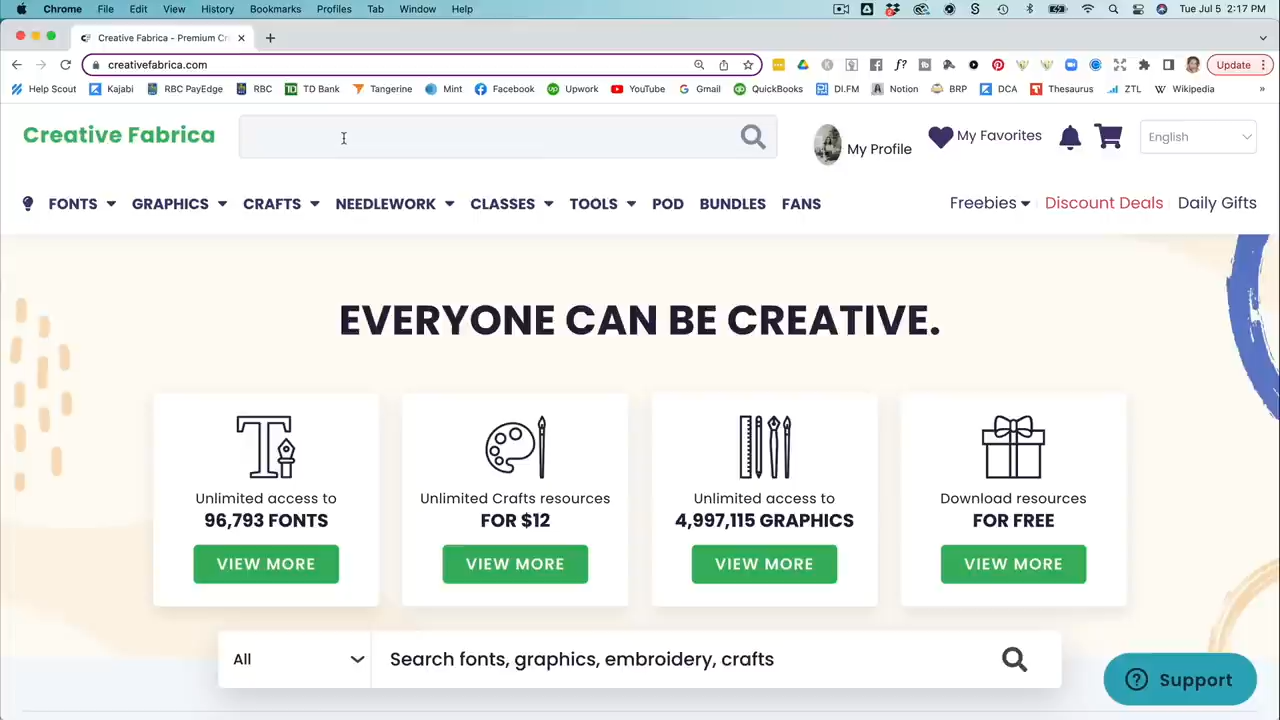 Chrome File Edit View History Bookmarks Profiles Tab Window Help Tue Jul 5 2:17 PM
Creative Fabrica - Premium Cr
creativefabrica.com Update
Help Scout Kajabi RBC PayEdge RBC TD Bank Tangerine Mint Facebook Upwork YouTube Gmail QuickBooks DI.FM Notion BRP DCA Thesaurus ZTL Wikipedia »
Creative Fabrica My Profile My Favorites English
FONTS GRAPHICS CRAFTS NEEDLEWORK CLASSES TOOLS POD BUNDLES FANS Freebies Discount Deals Daily Gifts
EVERYONE CAN BE CREATIVE.
Unlimited access to
96,793 FONTS
VIEW MORE
Unlimited Crafts resources
FOR $12
VIEW MORE
Unlimited access to
4,997,115 GRAPHICS
VIEW MORE
Download resources
FOR FREE
VIEW MORE
All Search fonts, graphics, embroidery, crafts
Support